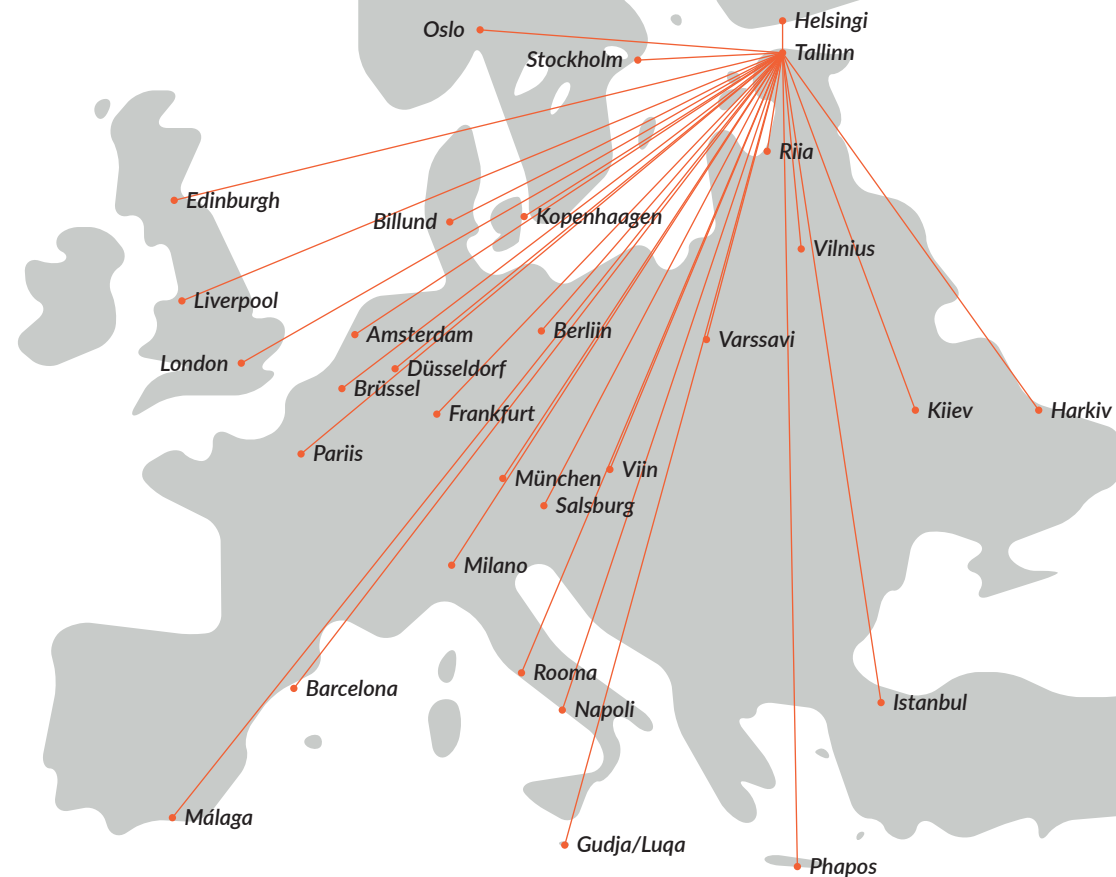 Helsingi
Oslo
Tallinn
Stockholm
Riia
Edinburgh
Kopenhaagen
Billund
Vilnius
Liverpool
Berliin
Amsterdam
Varssavi
London
Düsseldorf
Brüssel
Kiiev
Harkiv
Frankfurt
Pariis
Viin
München
Salsburg
Milano
Rooma
Barcelona
Istanbul
Napoli
Málaga
Gudja/Luqa
Phapos